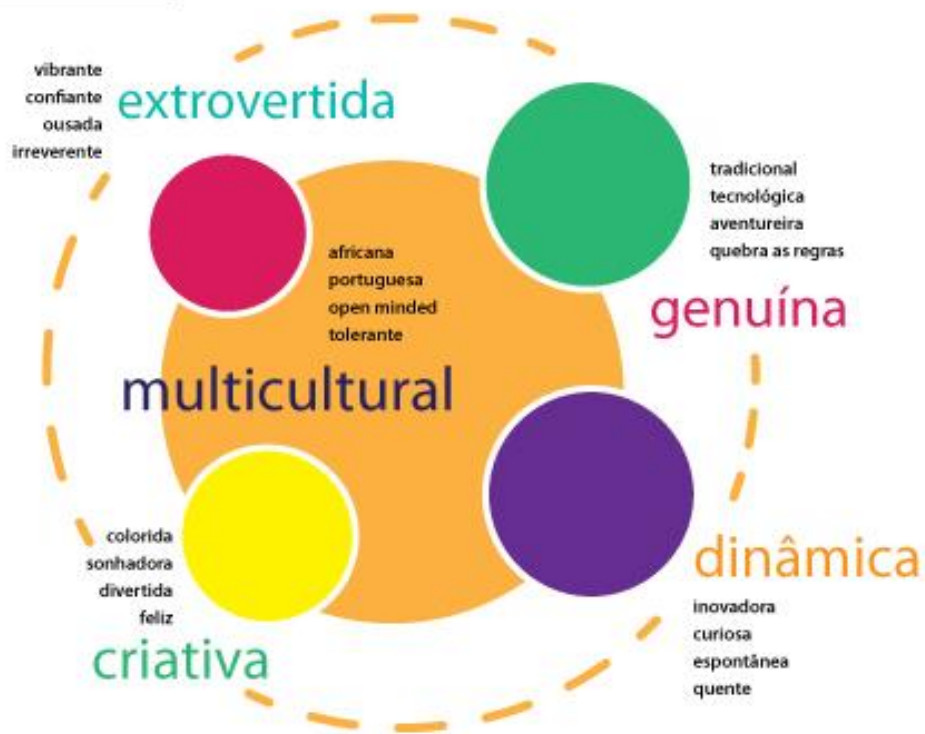 vibrante
confiante
ousada
irreverente
extrovertida
tradicional
tecnológica
aventureira
quebra as regras
genuína
africana
portuguesa
open minded
tolerante
multicultural
colorida
sonhadora
divertida
feliz
criativa
dinâmica
inovadora
curiosa
espontânea
quente